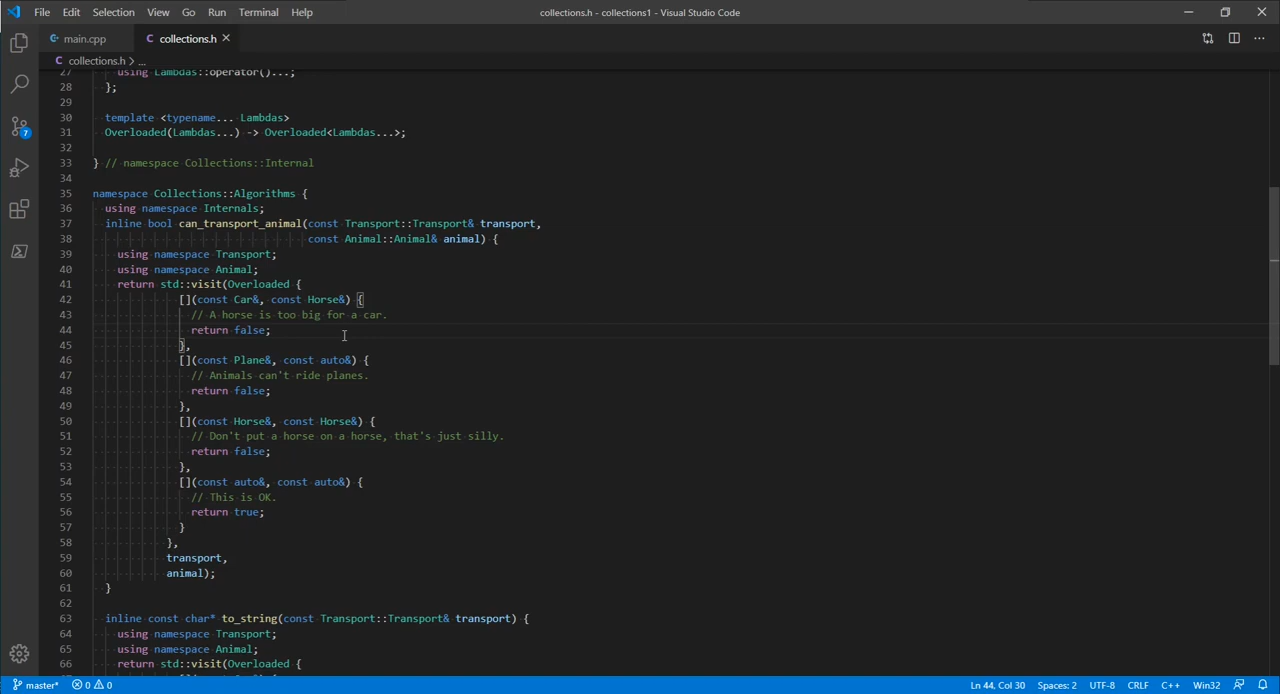 File Edit Selection View Go Run Terminal Help
collections.h - collections1 - Visual Studio Code
main.cpp
C collections.h
C collections.h > ...
27 using Lambdas::operator()...;
28 };
29
30 template <typename... Lambdas>
31 Overloaded(Lambdas...) -> Overloaded<Lambdas...>;
32
33 } // namespace Collections::Internal
34
35 namespace Collections::Algorithms {
36 using namespace Internals;
37 inline bool can_transport_animal(const Transport::Transport& transport,
38 const Animal::Animal& animal) {
39 using namespace Transport;
40 using namespace Animal;
41 return std::visit(Overloaded {
42 [](const Car&, const Horse&) {
43 // A horse is too big for a car.
44 return false;
45 },
46 [](const Plane&, const auto&) {
47 // Animals can't ride planes.
48 return false;
49 },
50 [](const Horse&, const Horse&) {
51 // Don't put a horse on a horse, that's just silly.
52 return false;
53 },
54 [](const auto&, const auto&) {
55 // This is OK.
56 return true;
57 }
58 },
59 transport,
60 animal);
61 }
62
63 inline const char* to_string(const Transport::Transport& transport) {
64 using namespace Transport;
65 using namespace Animal;
66 return std::visit(Overloaded {
7
master* 0 0
Ln 44, Col 30 Spaces: 2 UTF-8 CRLF C++ Win32